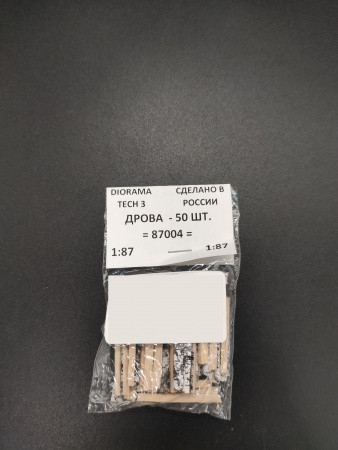 DIORAMA СДЕЛАНО В
TECH 3 РОССИИ
ДРОВА - 50 ШТ.
= 87004 =
1:87 —— 1:87